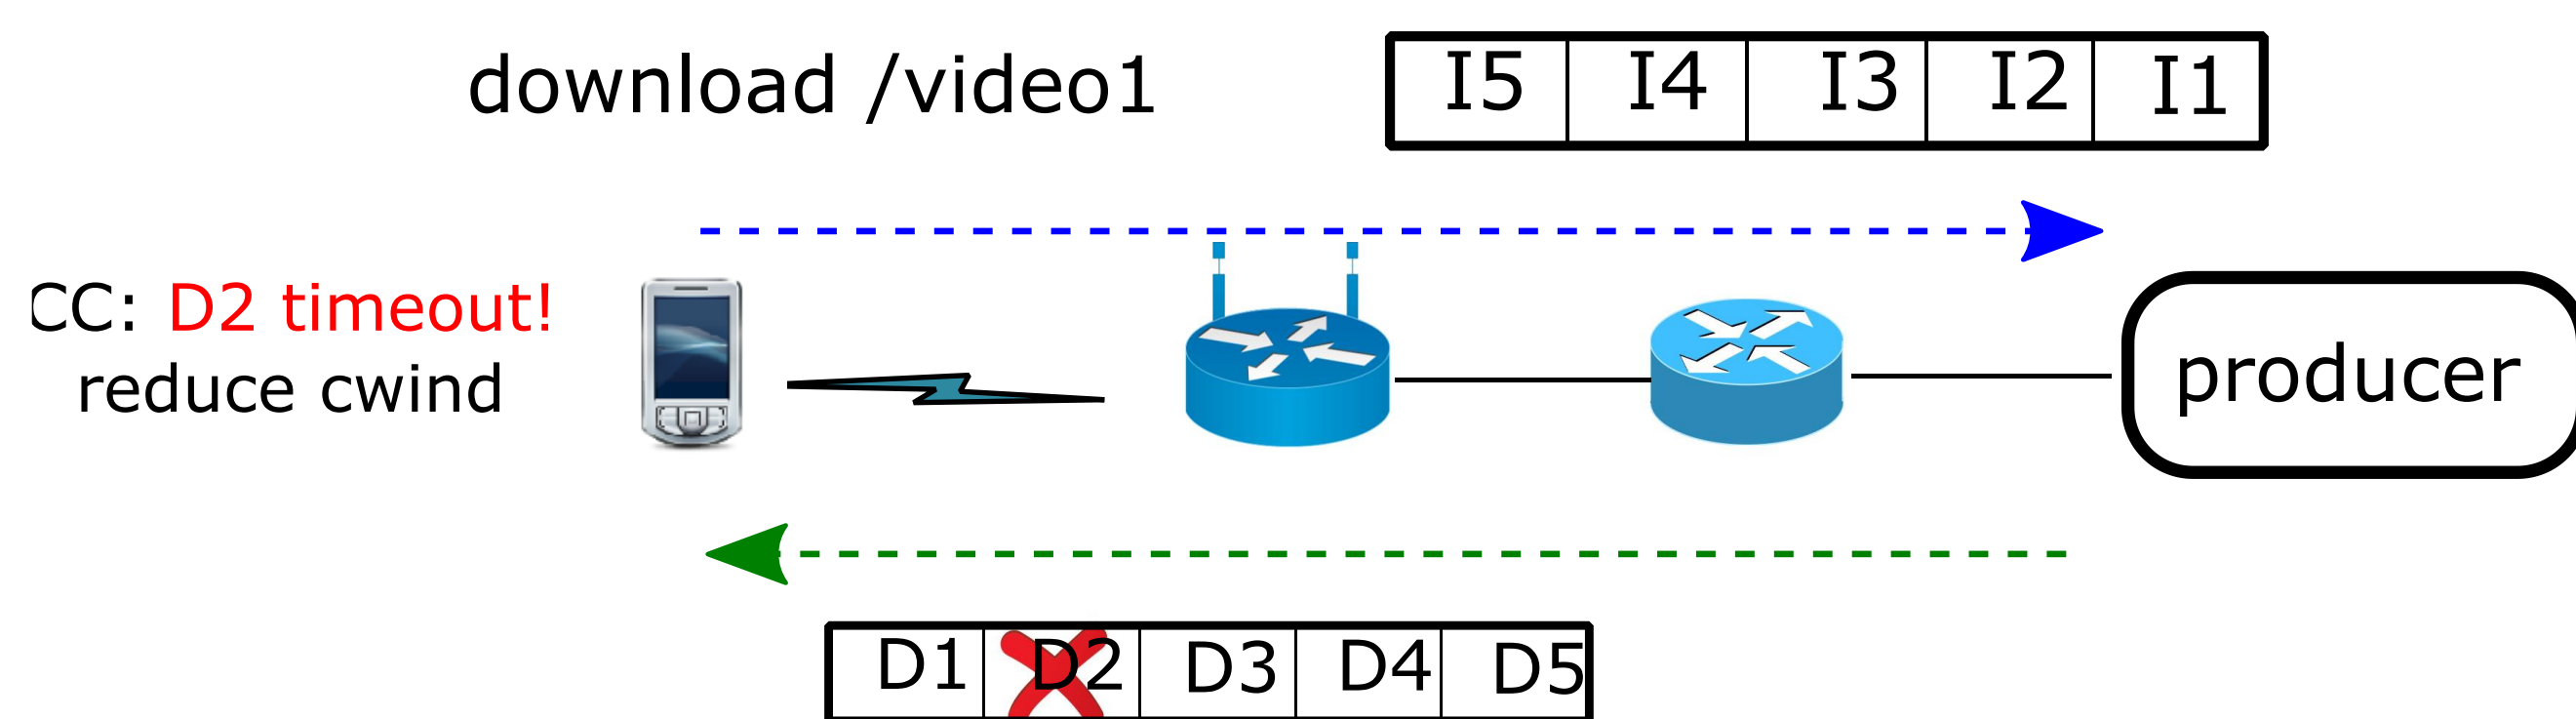 download /video1
I5 I4 I3 I2 I1
CC: D2 timeout!
reduce cwind
producer
D1 D2 D3 D4 D5